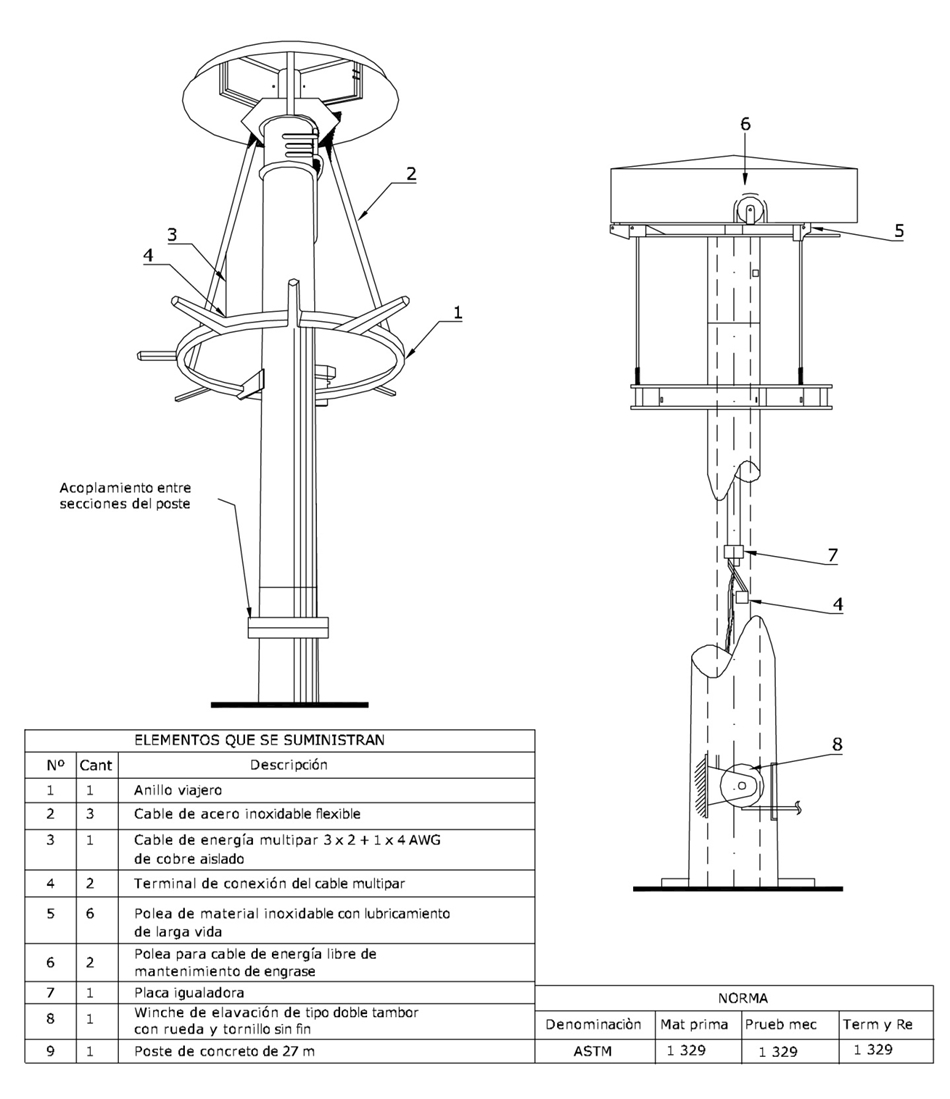 6
2
5
3
4
1
Acoplamiento entre
secciones del poste
7
4
8
ELEMENTOS QUE SE SUMINISTRAN
Nº Cant Descripción
1 1 Anillo viajero
2 3 Cable de acero inoxidable flexible
3 1 Cable de energía multipar 3 x 2 + 1 x 4 AWG
de cobre aislado
4 2 Terminal de conexión del cable multipar
5 6 Polea de material inoxidable con lubricamiento
de larga vida
6 2 Polea para cable de energía libre de
mantenimiento de engrase
7 1 Placa igualadora
8 1 Winche de elavación de tipo doble tambor
con rueda y tornillo sin fin
9 1 Poste de concreto de 27 m
NORMA
Denominaciòn Mat prima Prueb mec Term y Re
ASTM 1 329 1 329 1 329